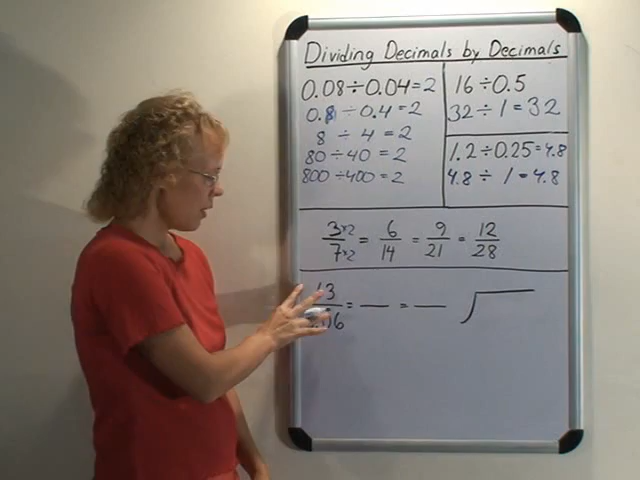 Dividing Decimals by Decimals
0.08 ÷ 0.04 = 2
0.8 ÷ 0.4 = 2
8 ÷ 4 = 2
80 ÷ 40 = 2
800 ÷ 400 = 2
16 ÷ 0.5
32 ÷ 1 = 32
1.2 ÷ 0.25 = 4.8
4.8 ÷ 1 = 4.8
3×2 / 7×2 = 6/14 = 9/21 = 12/28
= __ = __